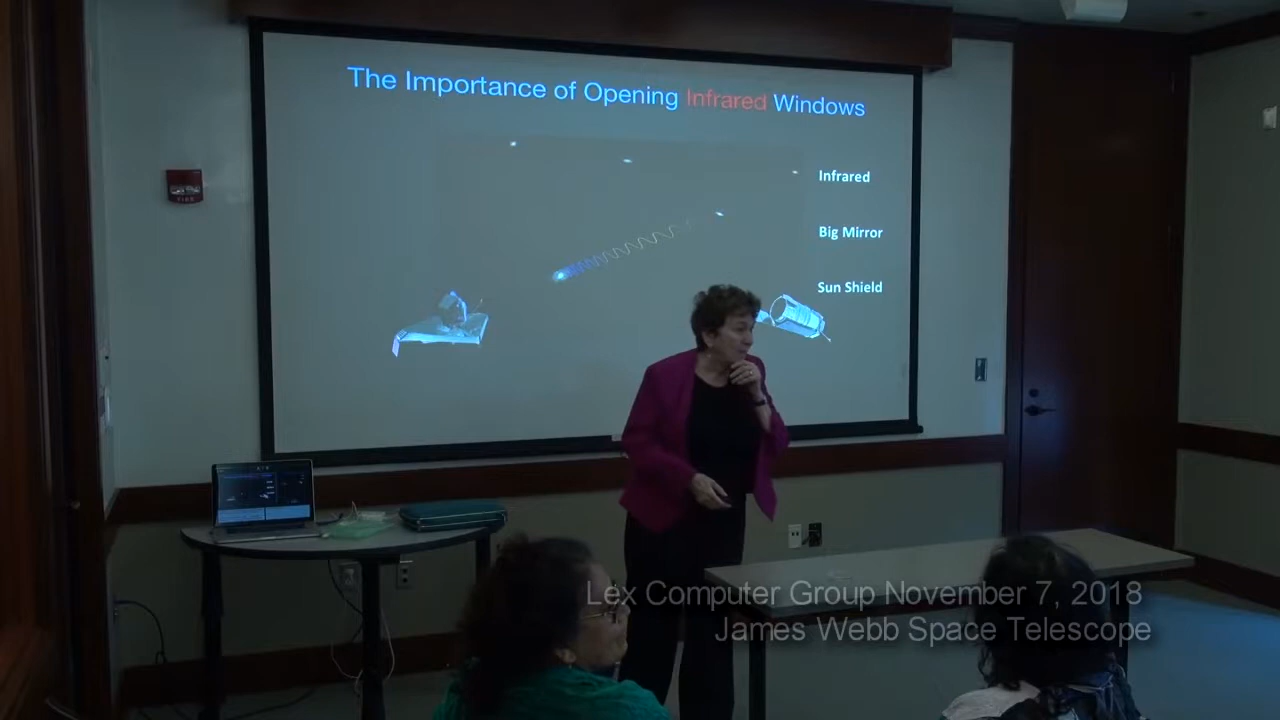 The Importance of Opening Infrared Windows
Infrared
Big Mirror
Sun Shield
FIRE
Lex Computer Group November 7, 2018
James Webb Space Telescope